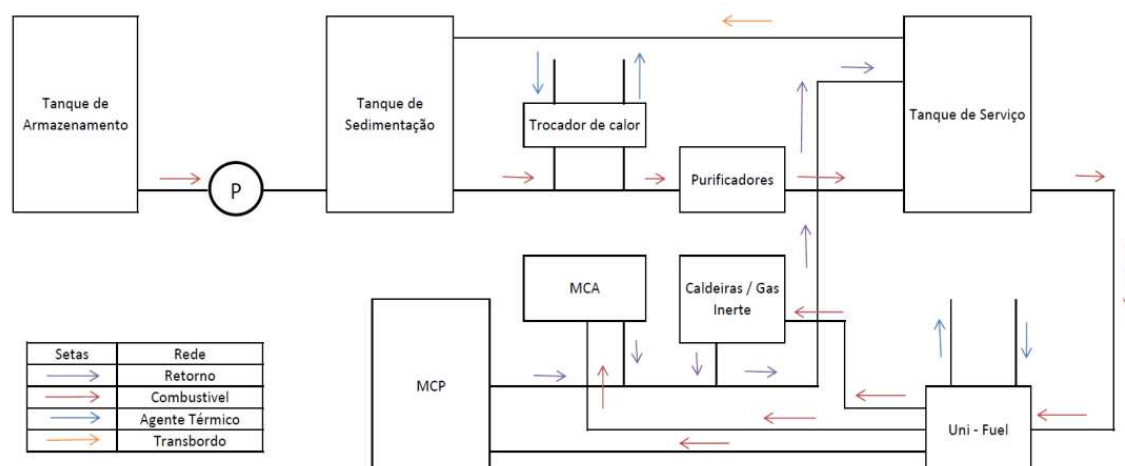 Tanque de
Armazenamento
P
Tanque de
Sedimentação
Trocador de calor
Purificadores
Tanque de Serviço
MCA
Caldeiras / Gas
Inerte
MCP
Uni - Fuel
Setas Rede
Retorno
Combustivel
Agente Térmico
Transbordo